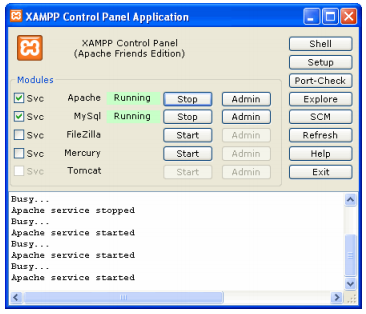 XAMPP Control Panel Application
XAMPP Control Panel
(Apache Friends Edition)
Shell
Setup
Modules
Port-Check
Svc Apache Running Stop Admin Explore
Svc MySql Running Stop Admin SCM
Svc FileZilla Start Admin Refresh
Svc Mercury Start Admin Help
Svc Tomcat Start Admin Exit
Busy...
Apache service stopped
Busy...
Apache service started
Busy...
Apache service started
Busy...
Apache service started